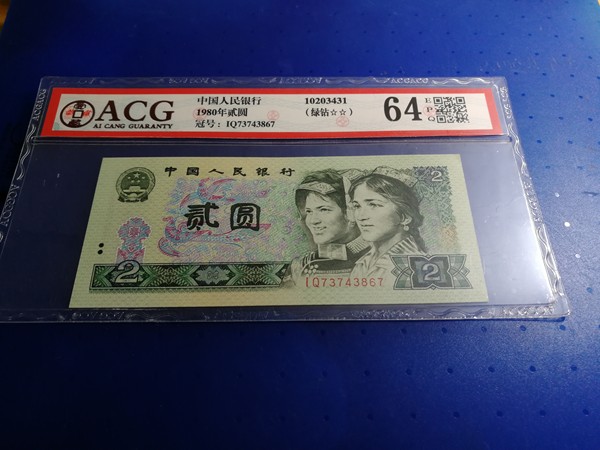 ACG
AI CANG GUARANTY
中国人民银行
1980年贰圆
冠号: IQ73743867
10203431
(绿钻☆☆)
64
E
P
Q
中国人民银行
贰圆
2
2
2
IQ73743867